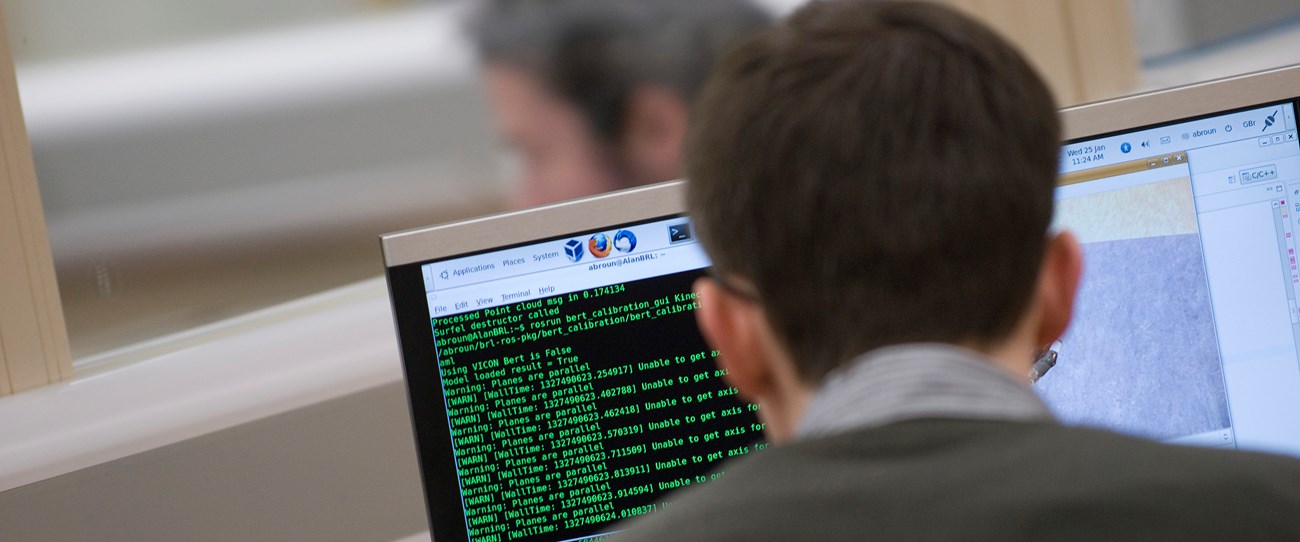 Applications Places System
abroun@AlanBRL: ~
File Edit View Terminal Help
Processed Point cloud msg in 0.174134
Surfel destructor called
abroun@AlanBRL:~$ rosrun bert_calibration_gui Kinec
/abroun/brl-ros-pkg/bert_calibration/bert_calibrati
aml
Using VICON Bert is False
Model loaded result = True
Warning: Planes are parallel
[WARN] [WallTime: 1327490623.254917] Unable to get ax
Warning: Planes are parallel
[WARN] [WallTime: 1327490623.402788] Unable to get axi
Warning: Planes are parallel
[WARN] [WallTime: 1327490623.462418] Unable to get axis
Warning: Planes are parallel
[WARN] [WallTime: 1327490623.570319] Unable to get axis for
Warning: Planes are parallel
[WARN] [WallTime: 1327490623.711509] Unable to get axis for
Warning: Planes are parallel
[WARN] [WallTime: 1327490623.813911] Unable to get axis for
Warning: Planes are parallel
[WARN] [WallTime: 1327490623.914594] Unable to get
Warning: Planes are parallel
[WARN] [WallTime: 1327490624.010837]
Wed 25 Jan
11:24 AM
abroun
GBr
C/C++